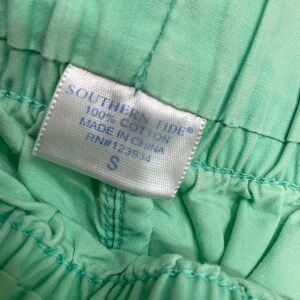 SOUTHERN TIDE®
100% COTTON
MADE IN CHINA
RN#123934
S